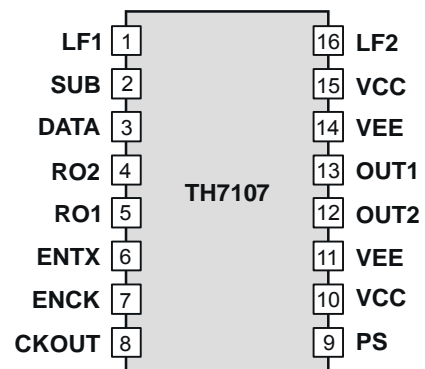 LF1 1 16 LF2
SUB 2 15 VCC
DATA 3 14 VEE
RO2 4 13 OUT1
TH7107
RO1 5 12 OUT2
ENTX 6 11 VEE
ENCK 7 10 VCC
CKOUT 8 9 PS